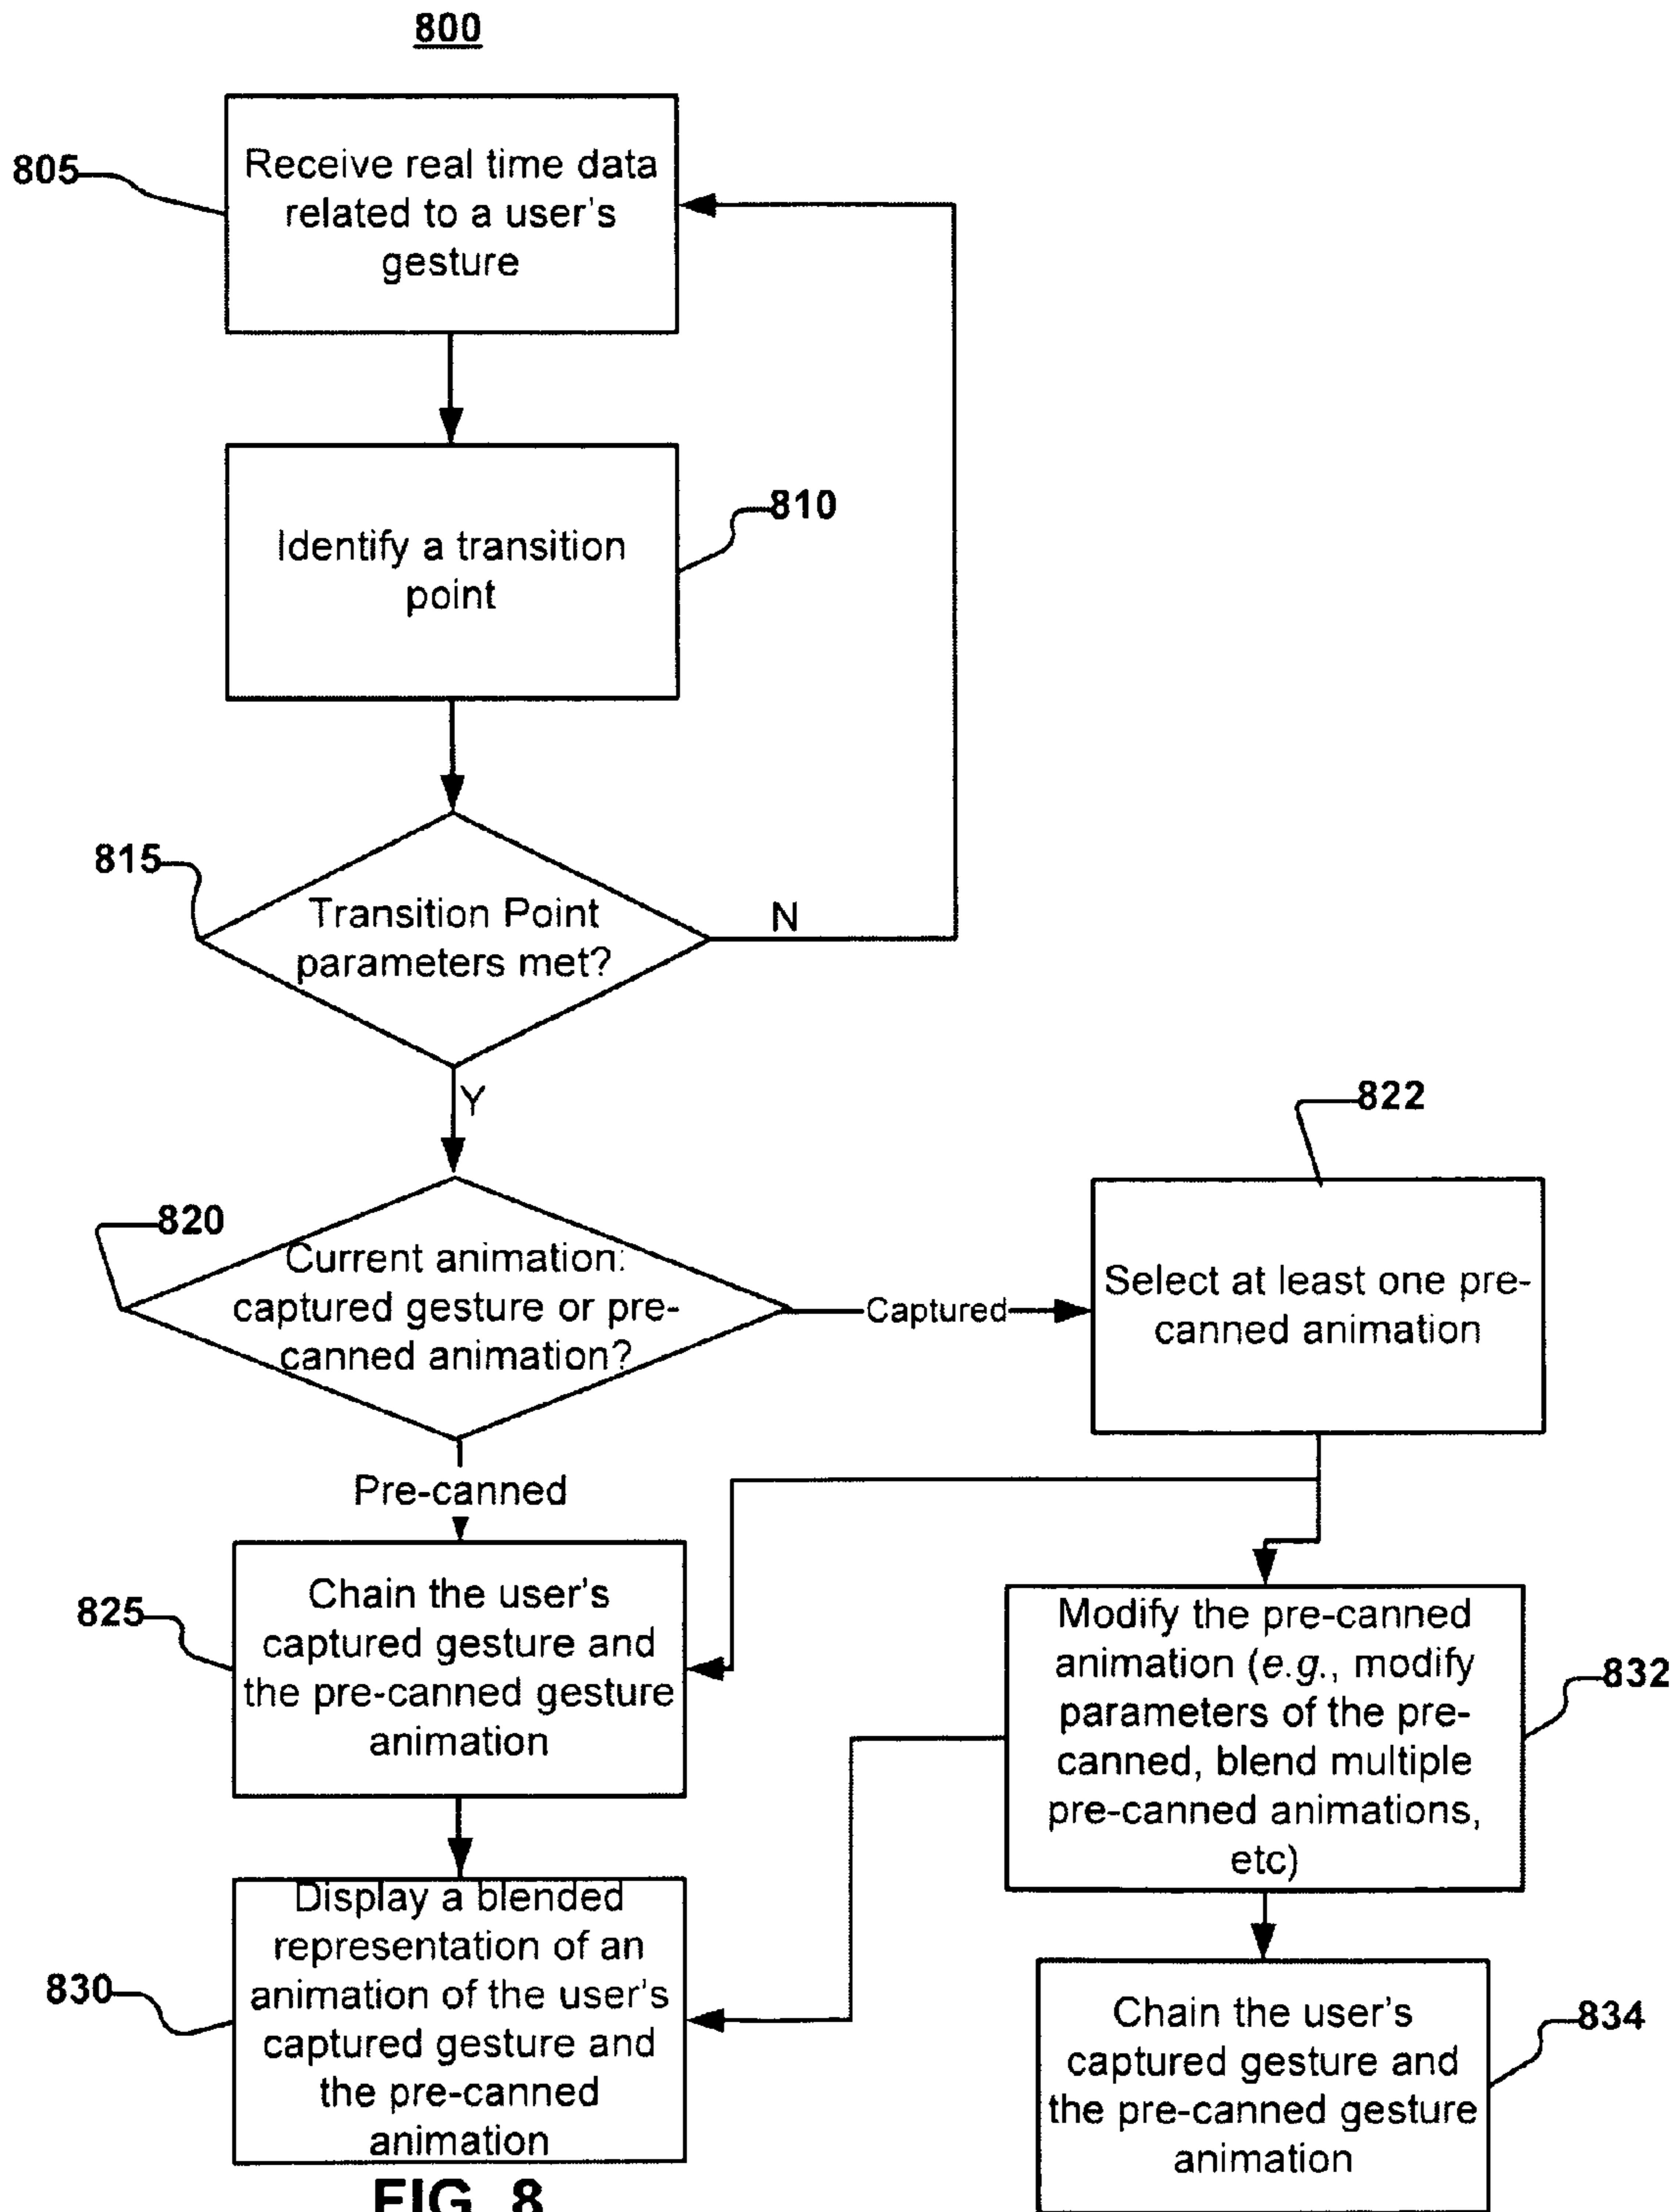 800
805
Receive real time data
related to a user's
gesture
810
Identify a transition
point
815
Transition Point
parameters met?
N
Y
820
Current animation:
captured gesture or pre-
canned animation?
Captured
822
Select at least one pre-
canned animation
Pre-canned
825
Chain the user's
captured gesture and
the pre-canned gesture
animation
Modify the pre-canned
animation (e.g., modify
parameters of the pre-
canned, blend multiple
pre-canned animations,
etc)
832
830
Display a blended
representation of an
animation of the user's
captured gesture and
the pre-canned
animation
Chain the user's
captured gesture and
the pre-canned gesture
animation
834
FIG. 8